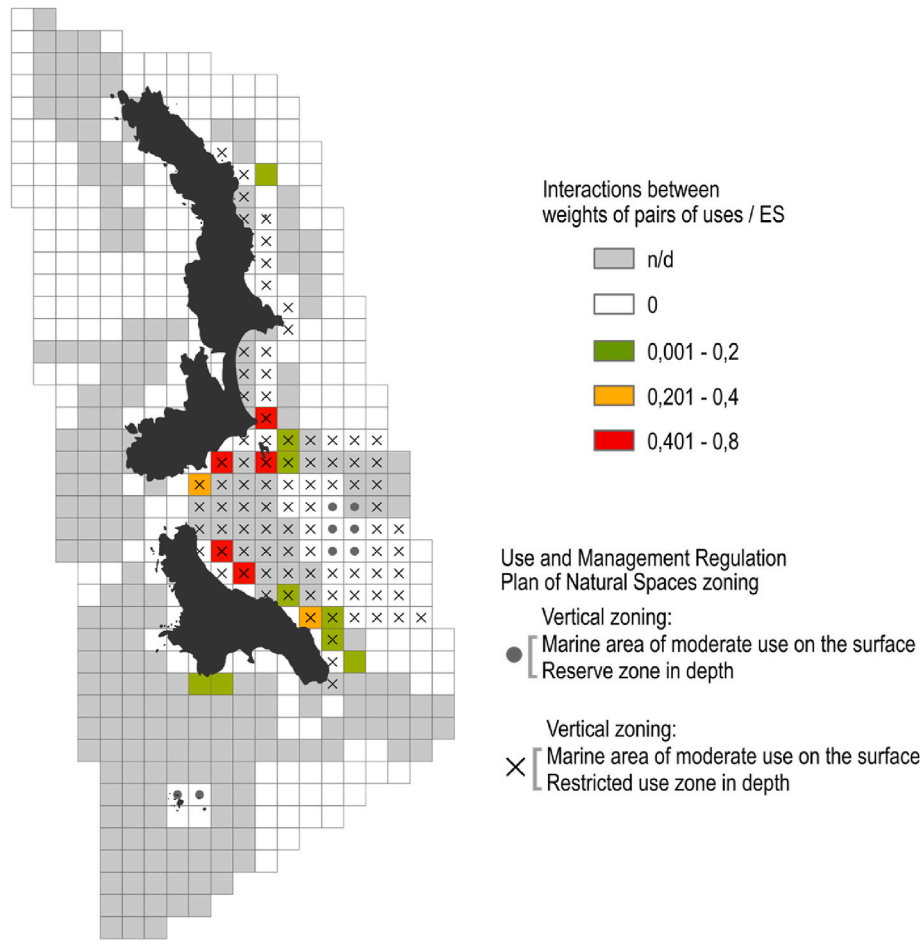 Interactions between
weights of pairs of uses / ES
n/d
0
0,001 - 0,2
0,201 - 0,4
0,401 - 0,8
Use and Management Regulation
Plan of Natural Spaces zoning
Vertical zoning:
Marine area of moderate use on the surface
Reserve zone in depth
Vertical zoning:
Marine area of moderate use on the surface
Restricted use zone in depth